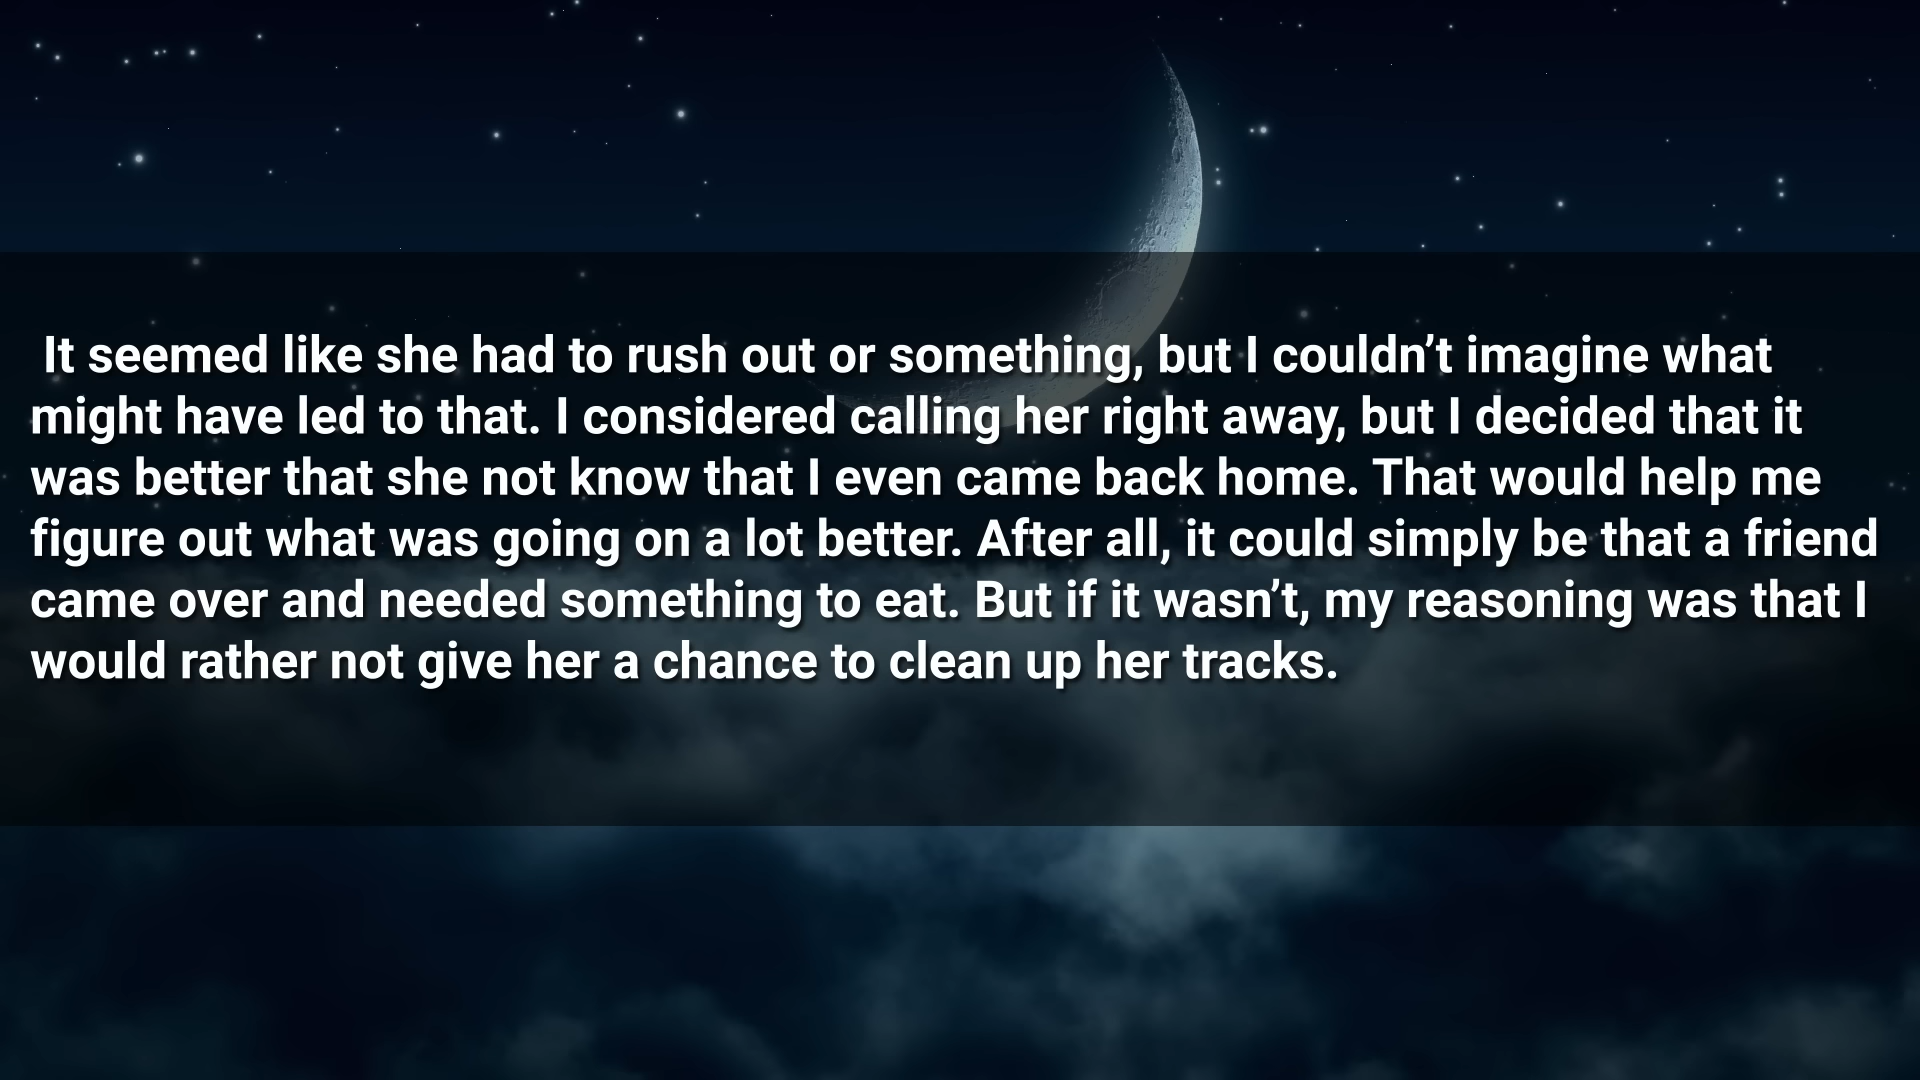 It seemed like she had to rush out or something, but I couldn’t imagine what
might have led to that. I considered calling her right away, but I decided that it
was better that she not know that I even came back home. That would help me
figure out what was going on a lot better. After all, it could simply be that a friend
came over and needed something to eat. But if it wasn’t, my reasoning was that I
would rather not give her a chance to clean up her tracks.